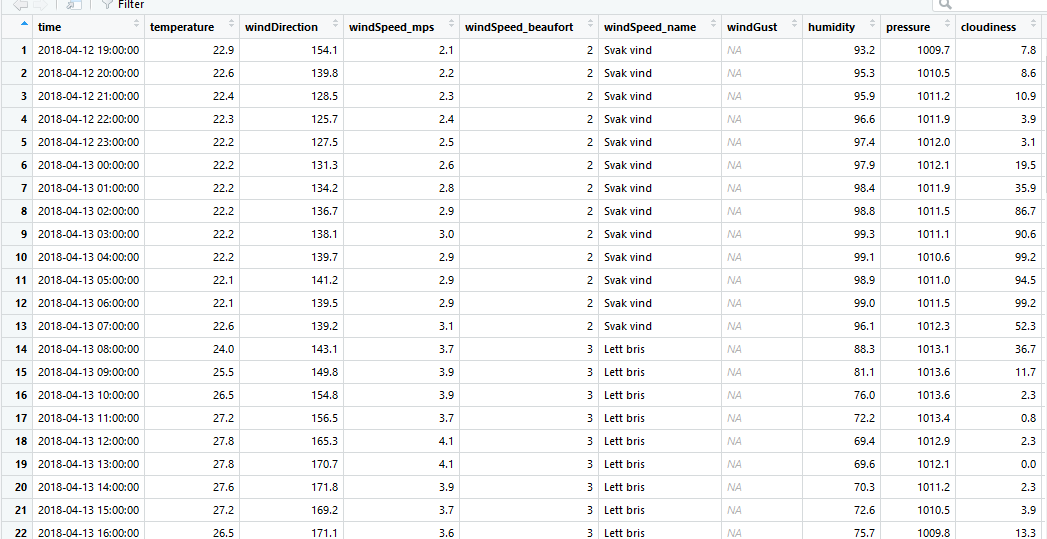 Filter
time temperature windDirection windSpeed_mps windSpeed_beaufort windSpeed_name windGust humidity pressure cloudiness
1 2018-04-12 19:00:00 22.9 154.1 2.1 2 Svak vind NA 93.2 1009.7 7.8
2 2018-04-12 20:00:00 22.6 139.8 2.2 2 Svak vind NA 95.3 1010.5 8.6
3 2018-04-12 21:00:00 22.4 128.5 2.3 2 Svak vind NA 95.9 1011.2 10.9
4 2018-04-12 22:00:00 22.3 125.7 2.4 2 Svak vind NA 96.6 1011.9 3.9
5 2018-04-12 23:00:00 22.2 127.5 2.5 2 Svak vind NA 97.4 1012.0 3.1
6 2018-04-13 00:00:00 22.2 131.3 2.6 2 Svak vind NA 97.9 1012.1 19.5
7 2018-04-13 01:00:00 22.2 134.2 2.8 2 Svak vind NA 98.4 1011.9 35.9
8 2018-04-13 02:00:00 22.2 136.7 2.9 2 Svak vind NA 98.8 1011.5 86.7
9 2018-04-13 03:00:00 22.2 138.1 3.0 2 Svak vind NA 99.3 1011.1 90.6
10 2018-04-13 04:00:00 22.2 139.7 2.9 2 Svak vind NA 99.1 1010.6 99.2
11 2018-04-13 05:00:00 22.1 141.2 2.9 2 Svak vind NA 98.9 1011.0 94.5
12 2018-04-13 06:00:00 22.1 139.5 2.9 2 Svak vind NA 99.0 1011.5 99.2
13 2018-04-13 07:00:00 22.6 139.2 3.1 2 Svak vind NA 96.1 1012.3 52.3
14 2018-04-13 08:00:00 24.0 143.1 3.7 3 Lett bris NA 88.3 1013.1 36.7
15 2018-04-13 09:00:00 25.5 149.8 3.9 3 Lett bris NA 81.1 1013.6 11.7
16 2018-04-13 10:00:00 26.5 154.8 3.9 3 Lett bris NA 76.0 1013.6 2.3
17 2018-04-13 11:00:00 27.2 156.5 3.7 3 Lett bris NA 72.2 1013.4 0.8
18 2018-04-13 12:00:00 27.8 165.3 4.1 3 Lett bris NA 69.4 1012.9 2.3
19 2018-04-13 13:00:00 27.8 170.7 4.1 3 Lett bris NA 69.6 1012.1 0.0
20 2018-04-13 14:00:00 27.6 171.8 3.9 3 Lett bris NA 70.3 1011.2 2.3
21 2018-04-13 15:00:00 27.2 169.2 3.7 3 Lett bris NA 72.6 1010.5 3.9
22 2018-04-13 16:00:00 26.5 171.1 3.6 3 Lett bris NA 75.7 1009.8 13.3